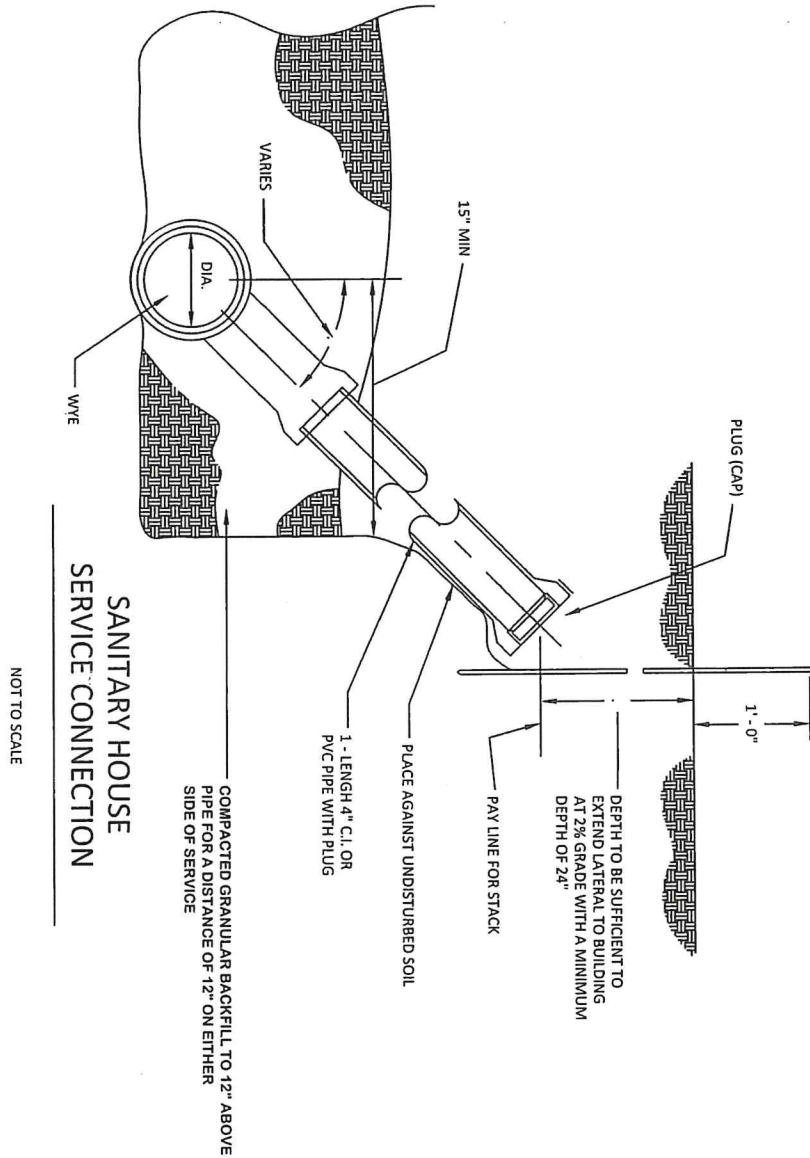 1' - 0"
DEPTH TO BE SUFFICIENT TO
EXTEND LATERAL TO BUILDING
AT 2% GRADE WITH A MINIMUM
DEPTH OF 24"
PLUG (CAP)
PAY LINE FOR STACK
15" MIN
PLACE AGAINST UNDISTURBED SOIL
VARIES
1 - LENGH 4" C.I. OR
PVC PIPE WITH PLUG
DIA.
COMPACTED GRANULAR BACKFILL TO 12" ABOVE
PIPE FOR A DISTANCE OF 12" ON EITHER
SIDE OF SERVICE
WYE
SANITARY HOUSE
SERVICE CONNECTION
NOT TO SCALE